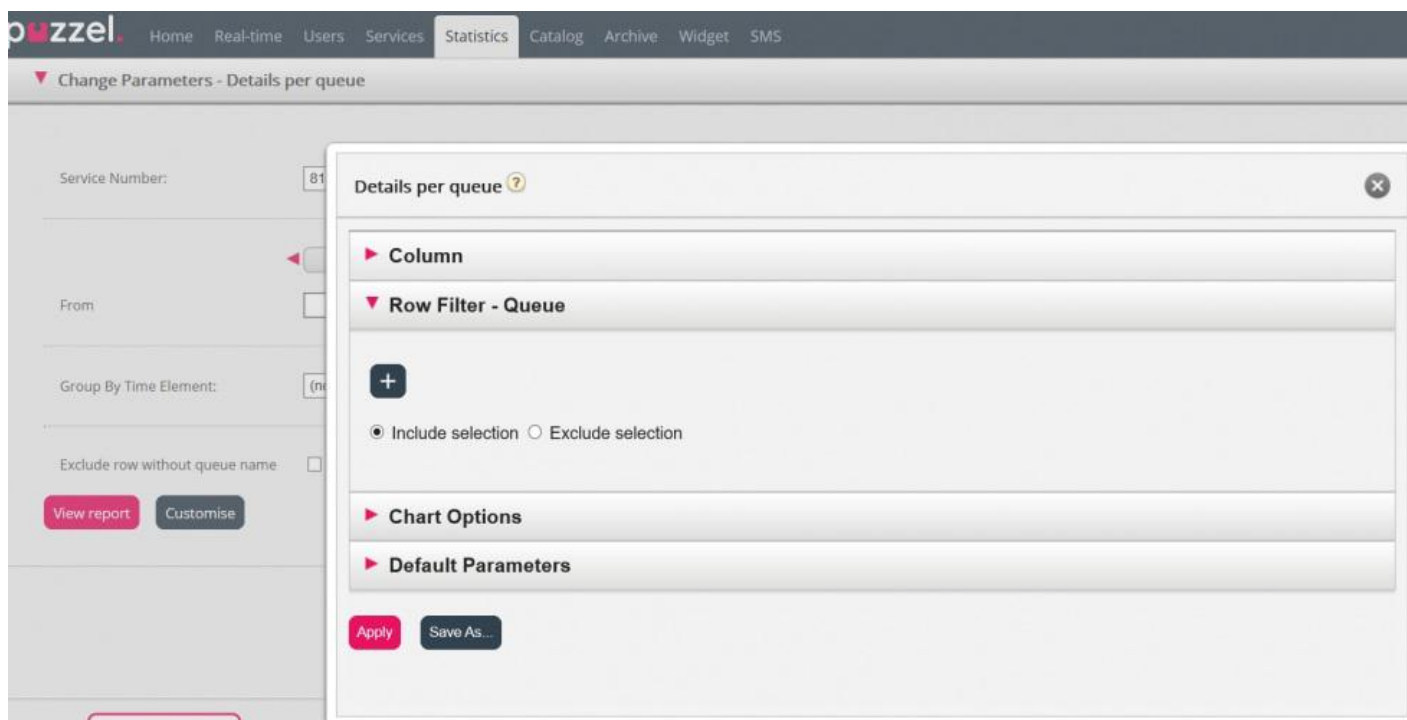 puzzel.
Home Real-time Users Services Statistics Catalog Archive Widget SMS
Change Parameters - Details per queue
Service Number:
81
Details per queue ?
Column
From
Row Filter - Queue
Group By Time Element:
+
Include selection Exclude selection
Exclude row without queue name
View report Customise
Chart Options
Default Parameters
Apply Save As...